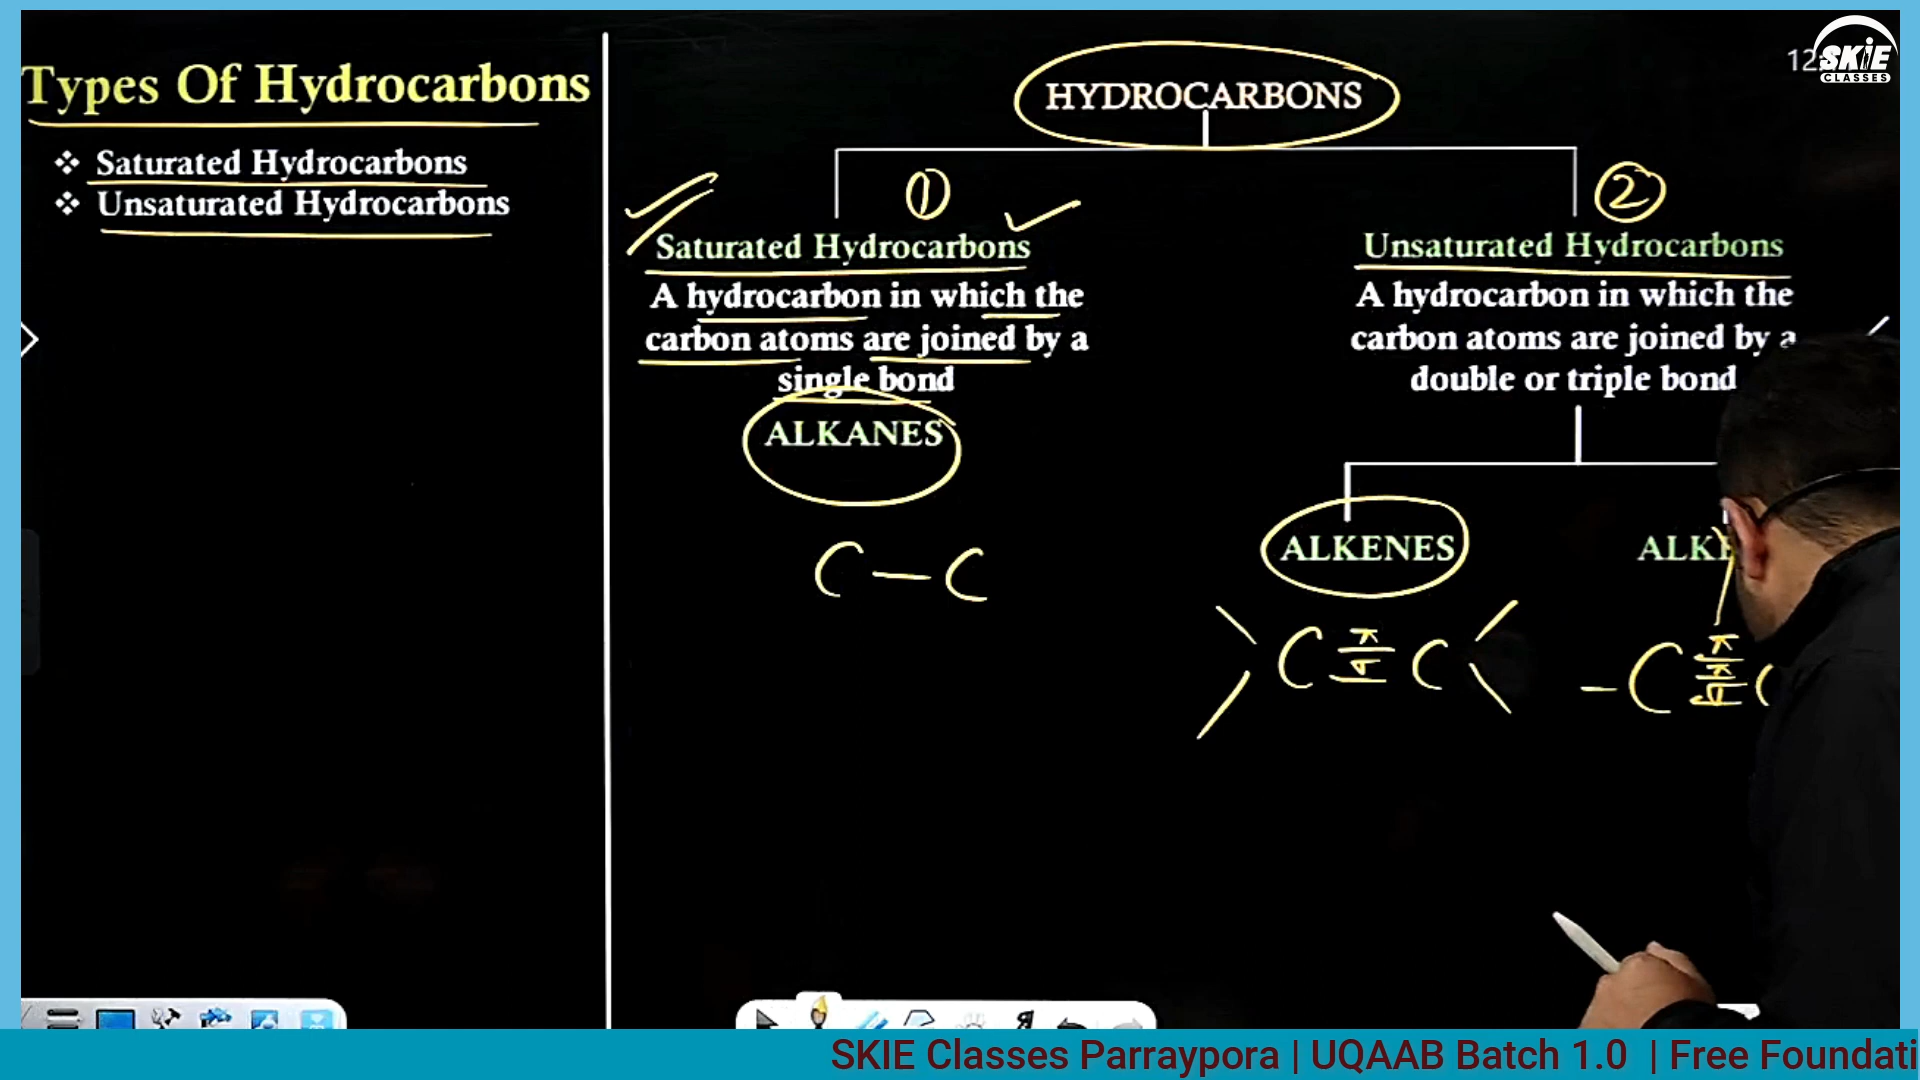 Types Of Hydrocarbons
❖ Saturated Hydrocarbons
❖ Unsaturated Hydrocarbons
HYDROCARBONS
①
②
Saturated Hydrocarbons
A hydrocarbon in which the
carbon atoms are joined by a
single bond
ALKANES
C – C
Unsaturated Hydrocarbons
A hydrocarbon in which the
carbon atoms are joined by a
double or triple bond
ALKENES
C π σ C
ALK
– C π π σ C
12
SKiE
CLASSES
SKIE Classes Parraypora | UQAAB Batch 1.0 | Free Foundati